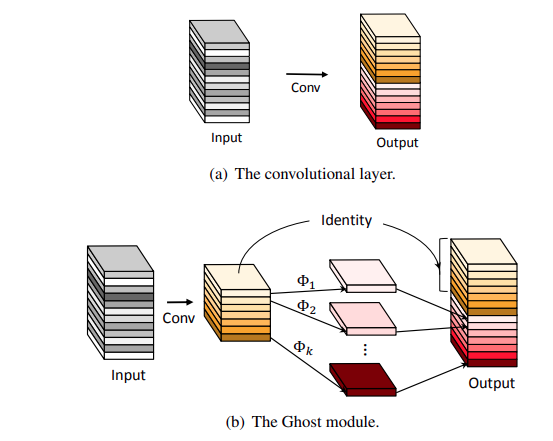 Conv
Input
Output
(a) The convolutional layer.
Identity
Φ1
Φ2
Conv
Φk
⋮
Input
Output
(b) The Ghost module.